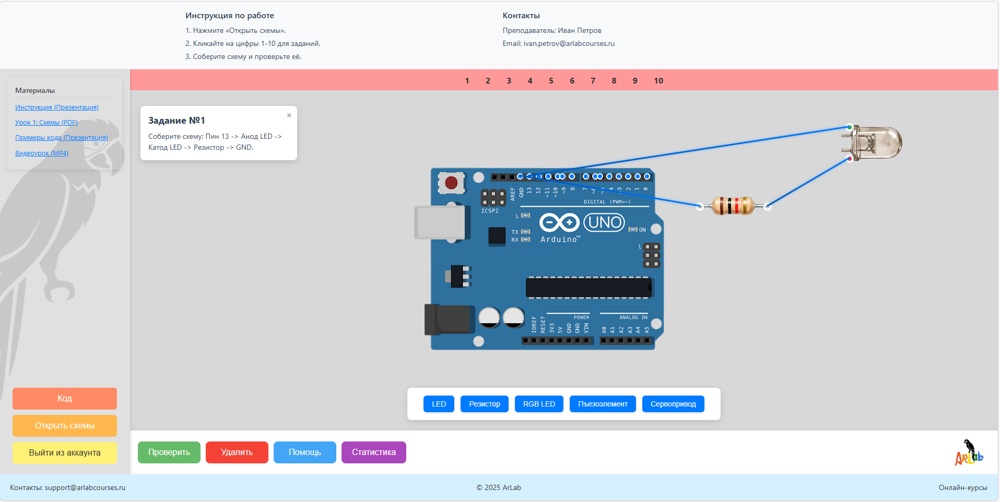 Инструкция по работе
1. Нажмите «Открыть схемы».
2. Кликайте на цифры 1-10 для заданий.
3. Соберите схему и проверьте её.
Контакты
Преподаватель: Иван Петров
Email: ivan.petrov@arlabcourses.ru
1 2 3 4 5 6 7 8 9 10
Материалы
Инструкция (Презентация)
Урок 1: Схемы (PDF)
Примеры кода (Презентация)
Видеоурок (MP4)
Задание №1
×
Соберите схему: Пин 13 -> Анод LED ->
Катод LED -> Резистор -> GND.
AREF GND 13 12 ~11 ~10 ~9 8 7 4 2 1 0
DIGITAL (PWM=~)
ICSP2
L
TX
RX
UNO
Arduino™
ON
POWER
ANALOG IN
IOREF RESET 3V3 5V GND GND VIN A0 A1 A2 A3 A4 A5
LED Резистор RGB LED Пъезоэлемент Сервопривод
Код
Открыть схемы
Выйти из аккаунта
Проверить Удалить Помощь Статистика
ArLab
Контакты: support@arlabcourses.ru
© 2025 ArLab
Онлайн-курсы